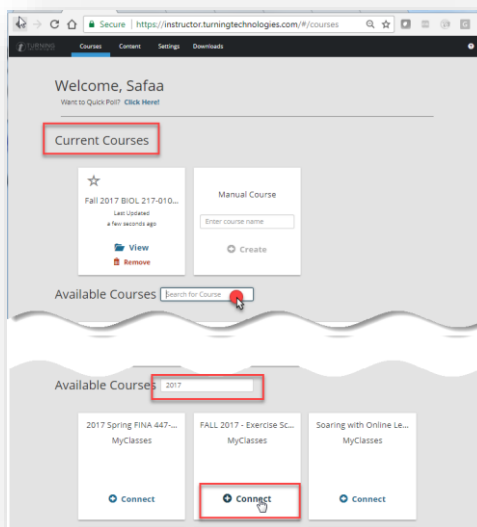 Secure | https://instructor.turningtechnologies.com/#/courses
TURNING Courses Content Settings Downloads
Welcome, Safaa
Want to Quick Poll? Click Here!
Current Courses
Fall 2017 BIOL 217-010...
Last Updated
a few seconds ago
View
Remove
Manual Course
Enter course name
Create
Available Courses Search for Course
Available Courses 2017
2017 Spring FINA 447-...
MyClasses
Connect
FALL 2017 - Exercise Sc...
MyClasses
Connect
Soaring with Online Le...
MyClasses
Connect